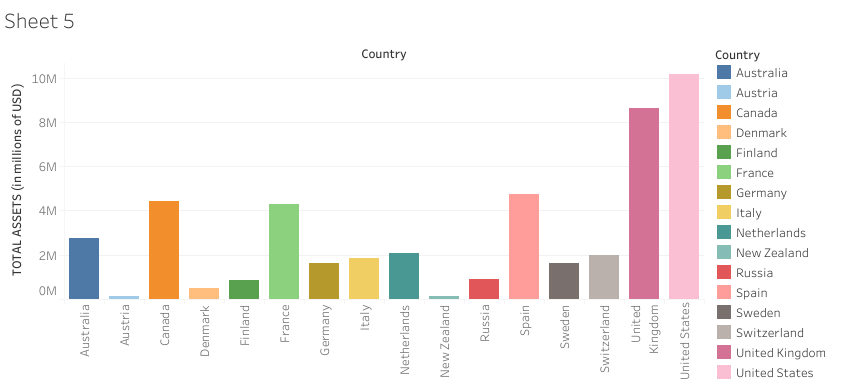 Sheet 5
Country
TOTAL ASSETS (in millions of USD)
10M
8M
6M
4M
2M
0M
Australia
Austria
Canada
Denmark
Finland
France
Germany
Italy
Netherlands
New Zealand
Russia
Spain
Sweden
Switzerland
United
Kingdom
United States
Country
Australia
Austria
Canada
Denmark
Finland
France
Germany
Italy
Netherlands
New Zealand
Russia
Spain
Sweden
Switzerland
United Kingdom
United States